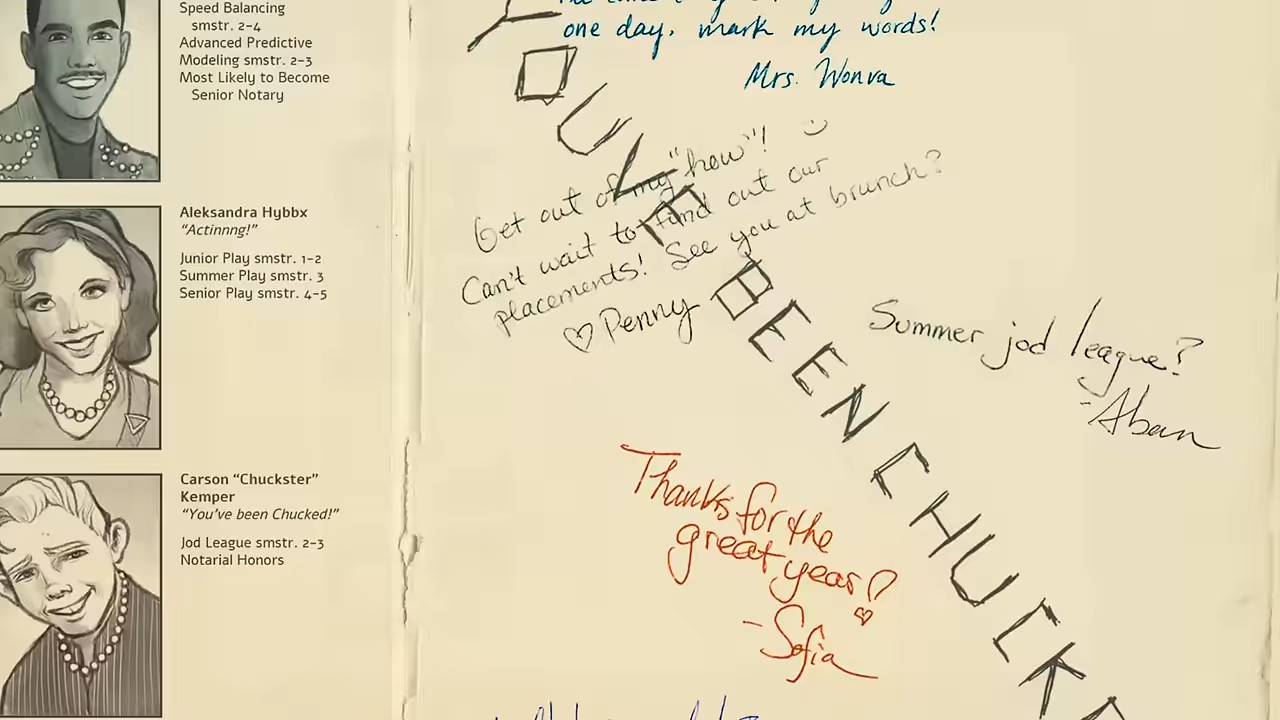 Speed Balancing
smstr. 2-4
Advanced Predictive
Modeling smstr. 2-3
Most Likely to Become
Senior Notary
Aleksandra Hybbx
“Actinnng!”
Junior Play smstr. 1-2
Summer Play smstr. 3
Senior Play smstr. 4-5
Carson “Chuckster”
Kemper
“You’ve been Chucked!”
Jod League smstr. 2-3
Notarial Honors
one day, mark my words!
Mrs. Wonva
Get out of my "how"!
Can't wait to find out our
placements! See you at brunch?
♡ Penny
YOU'VE BEEN CHUCKE
Summer jod league?
- Aban
Thanks for the
great year!
- Sofia